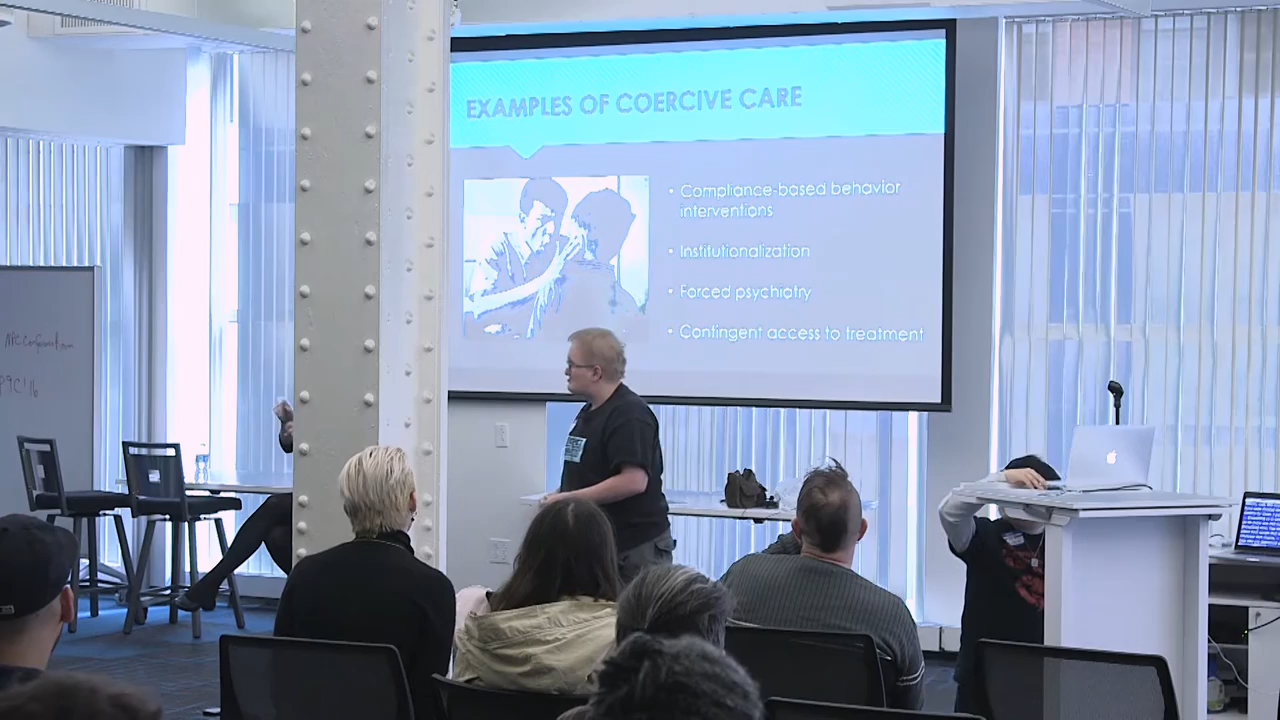 EXAMPLES OF COERCIVE CARE
• Compliance-based behavior
interventions
• Institutionalization
• Forced psychiatry
• Contingent access to treatment